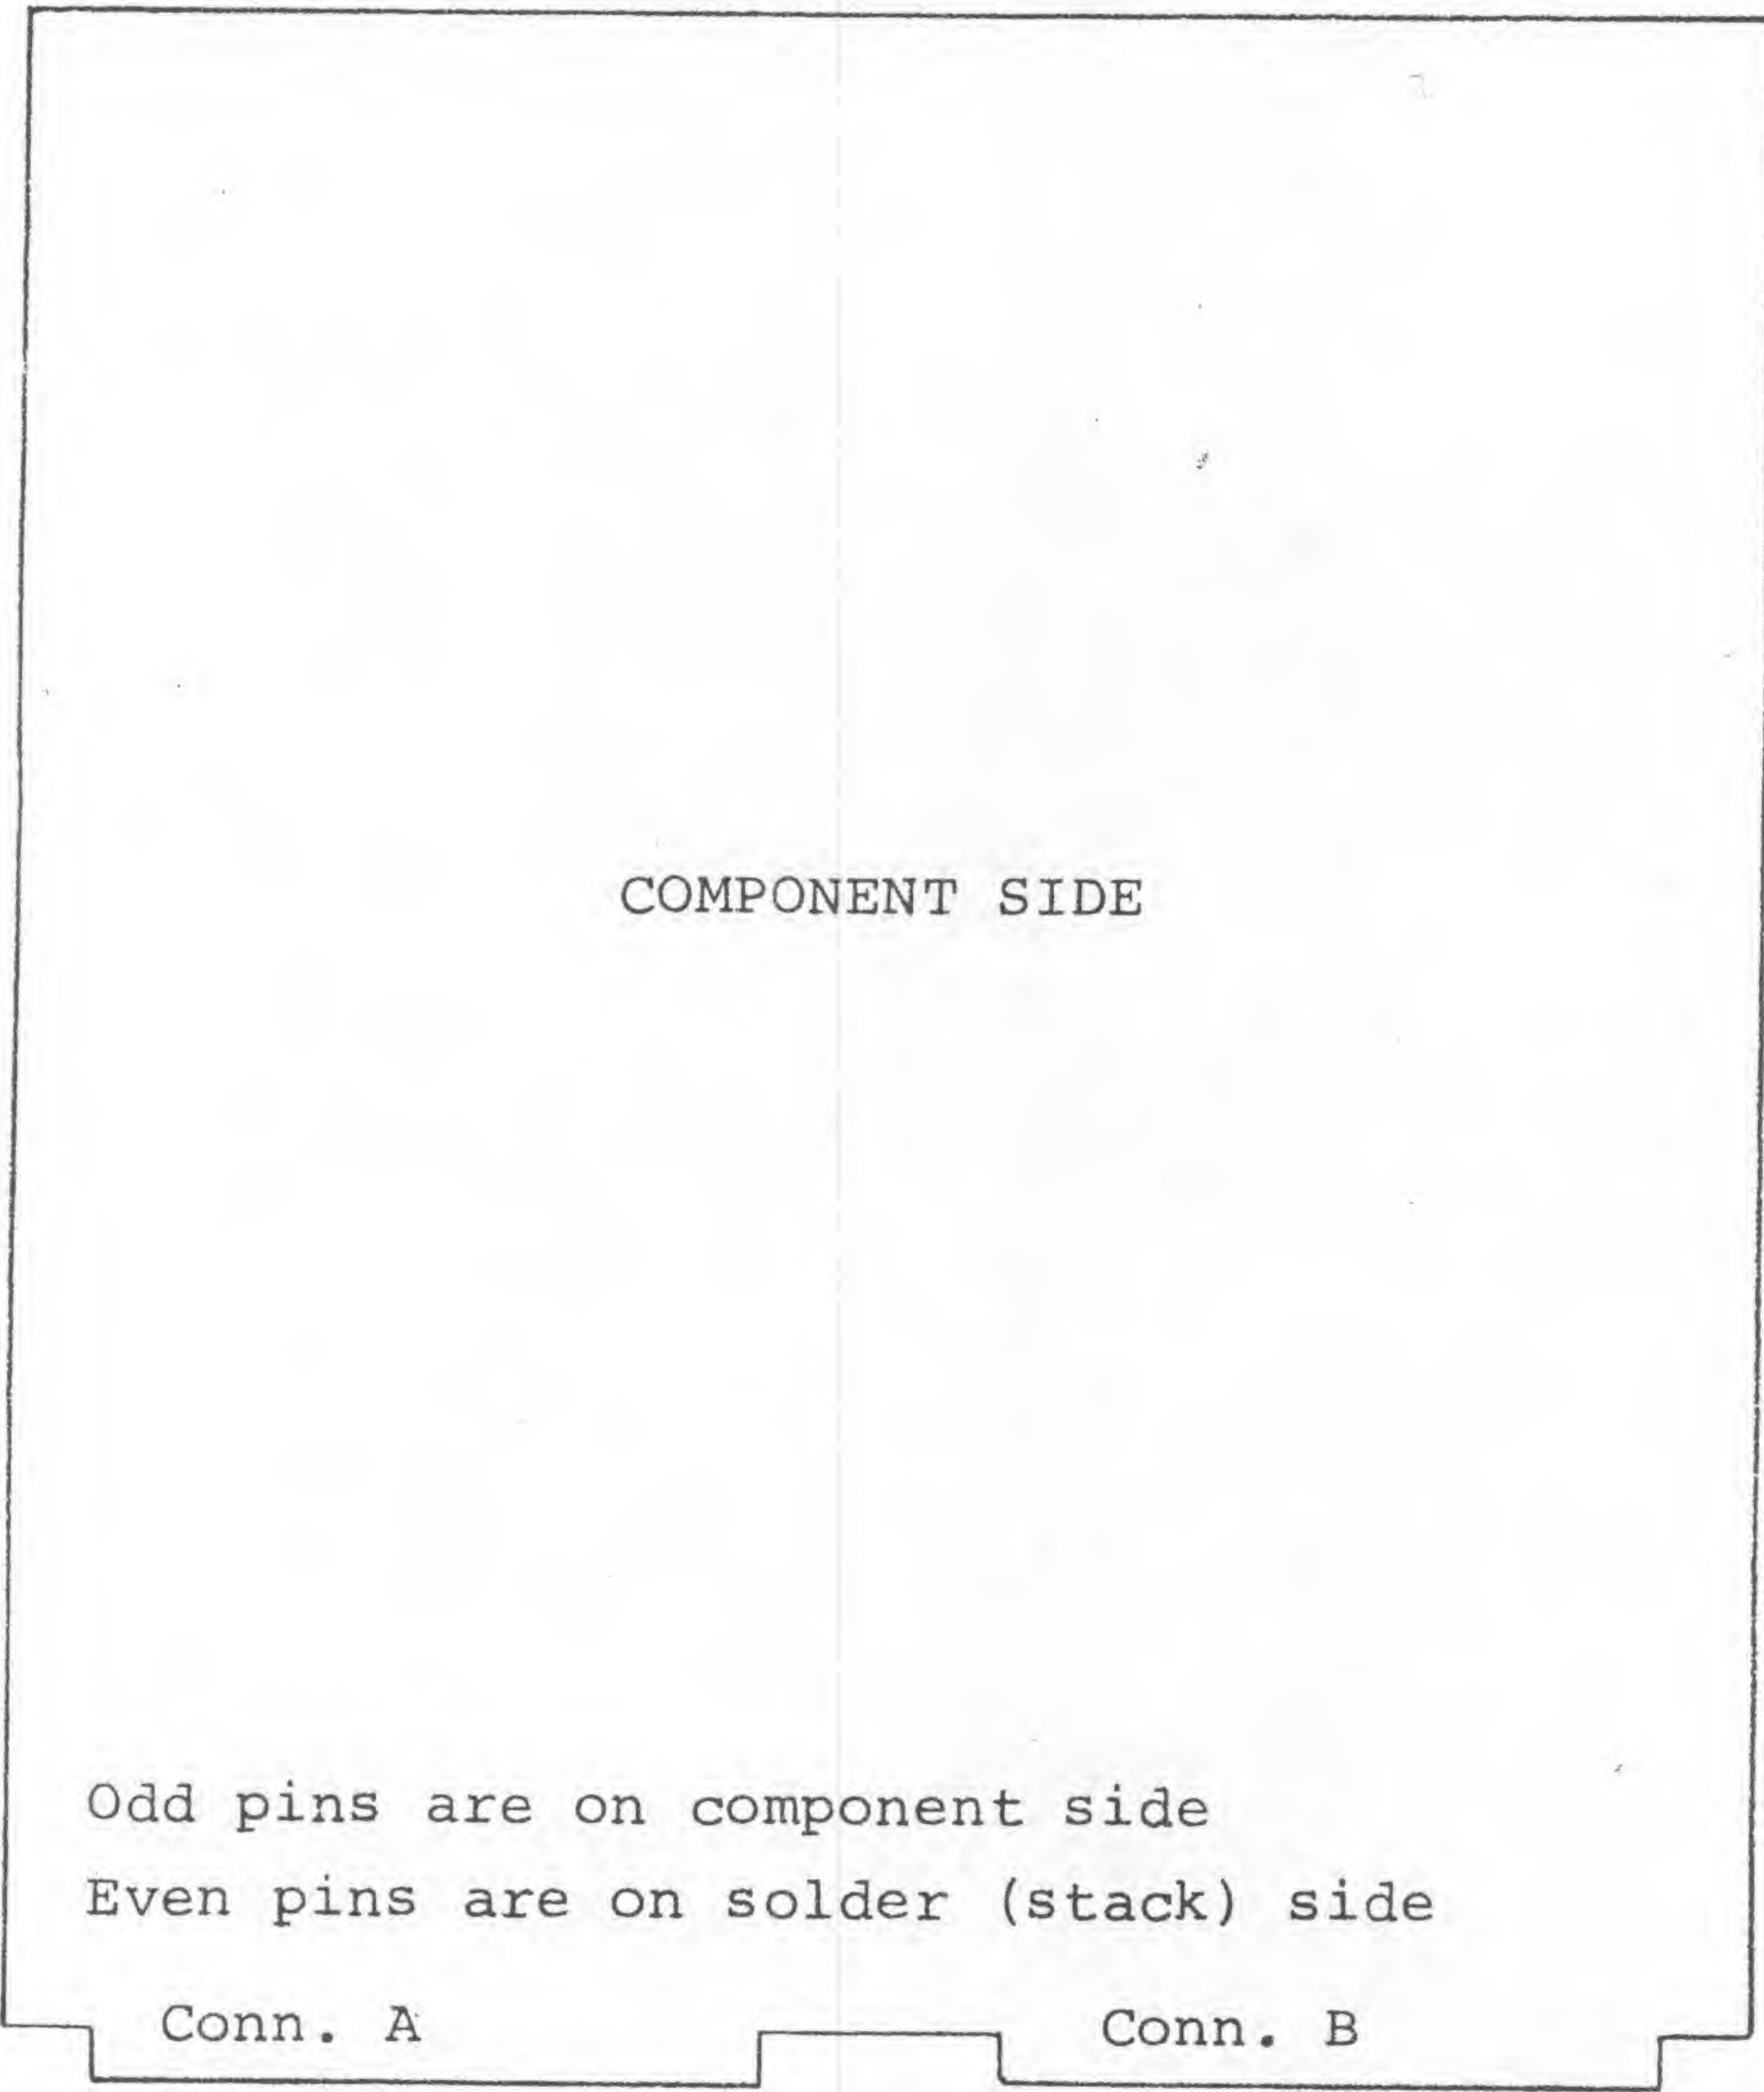 COMPONENT SIDE
Odd pins are on component side
Even pins are on solder (stack) side
Conn. A
Conn. B